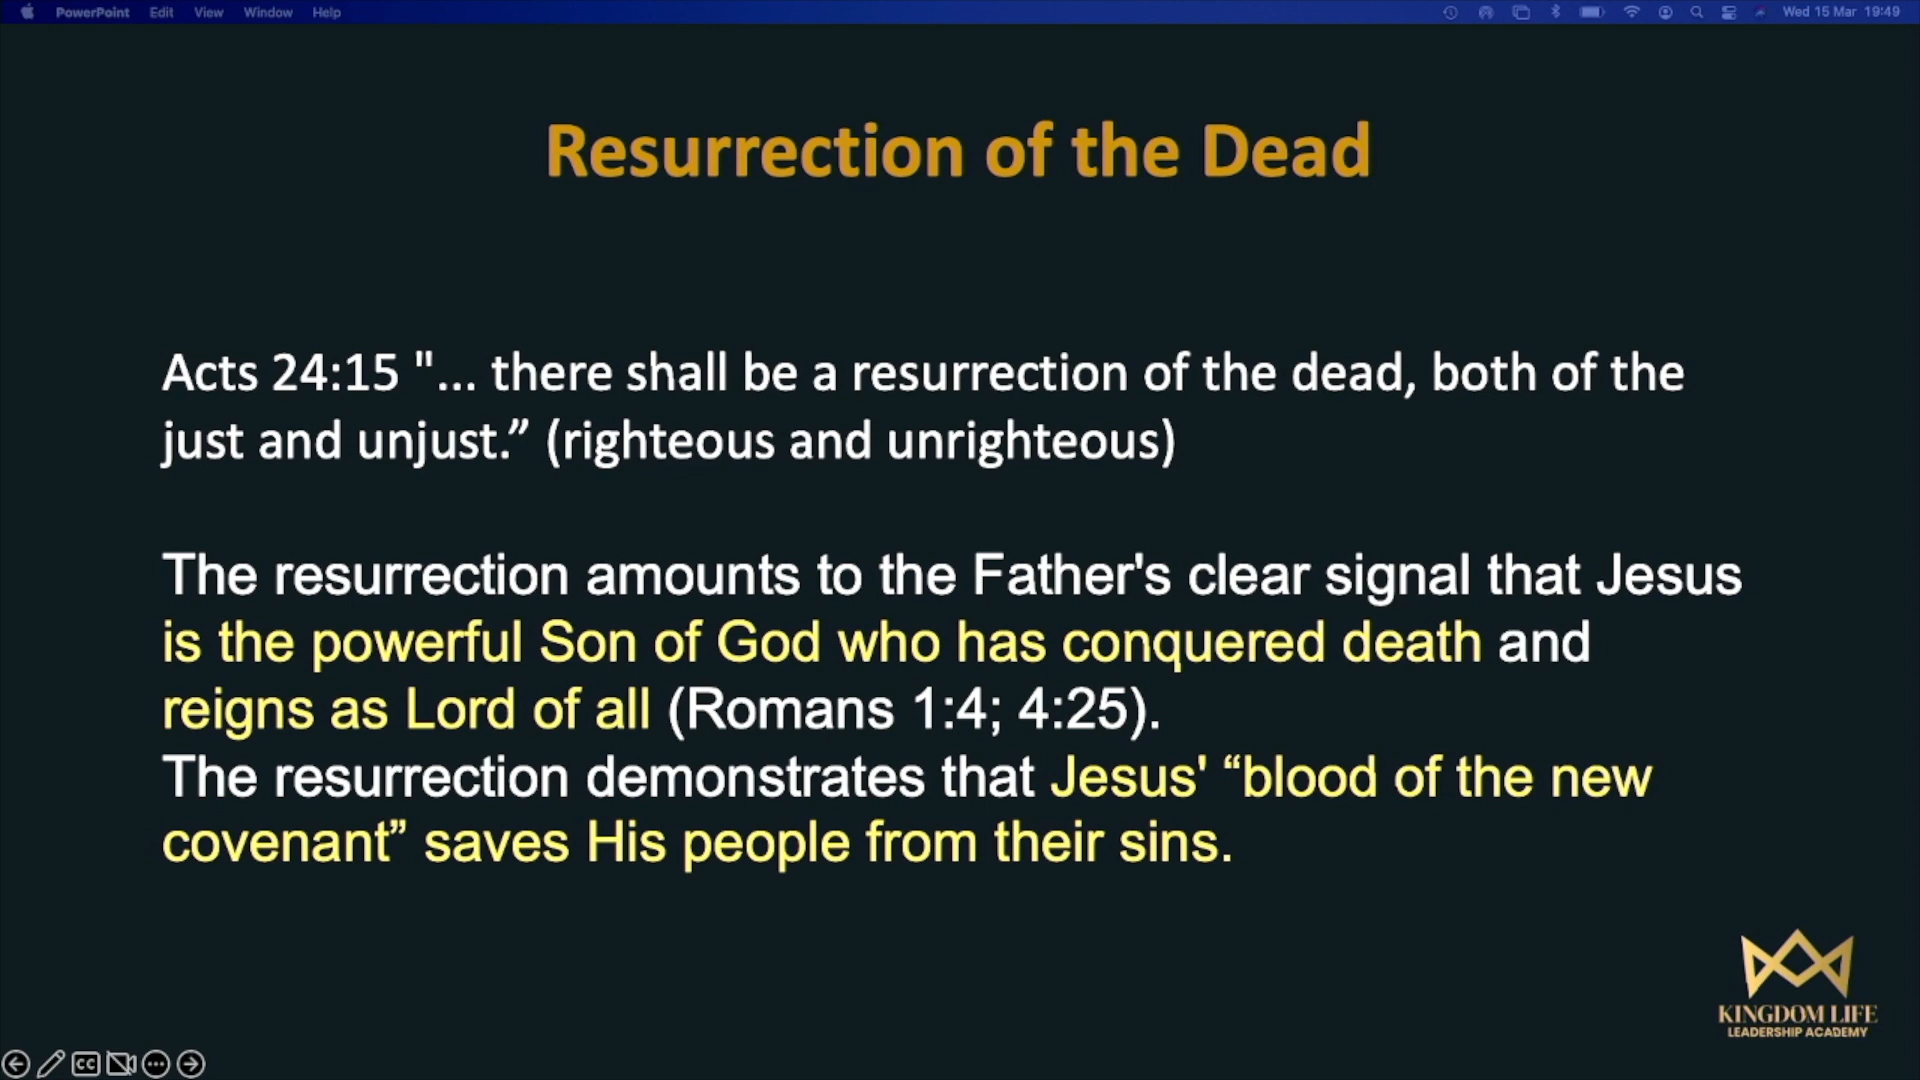 PowerPoint Edit View Window Help Wed 15 Mar 19:49
Resurrection of the Dead
Acts 24:15 "... there shall be a resurrection of the dead, both of the
just and unjust.” (righteous and unrighteous)
The resurrection amounts to the Father's clear signal that Jesus
is the powerful Son of God who has conquered death and
reigns as Lord of all (Romans 1:4; 4:25).
The resurrection demonstrates that Jesus' “blood of the new
covenant” saves His people from their sins.
KINGDOM LIFE
LEADERSHIP ACADEMY
CC